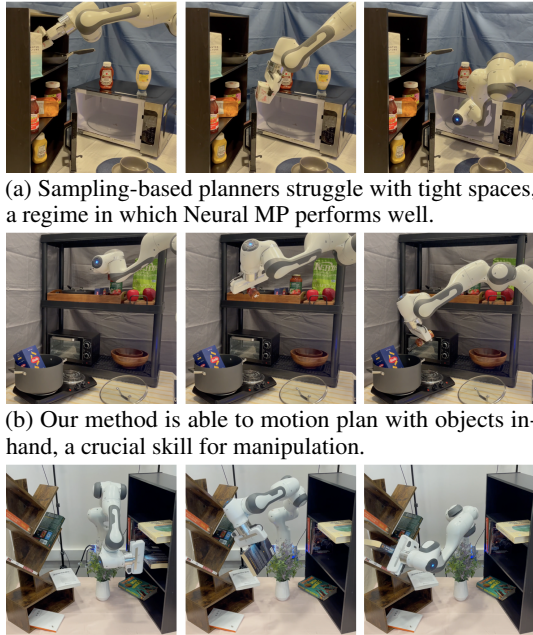 (a) Sampling-based planners struggle with tight spaces,
a regime in which Neural MP performs well.
(b) Our method is able to motion plan with objects in-
hand, a crucial skill for manipulation.